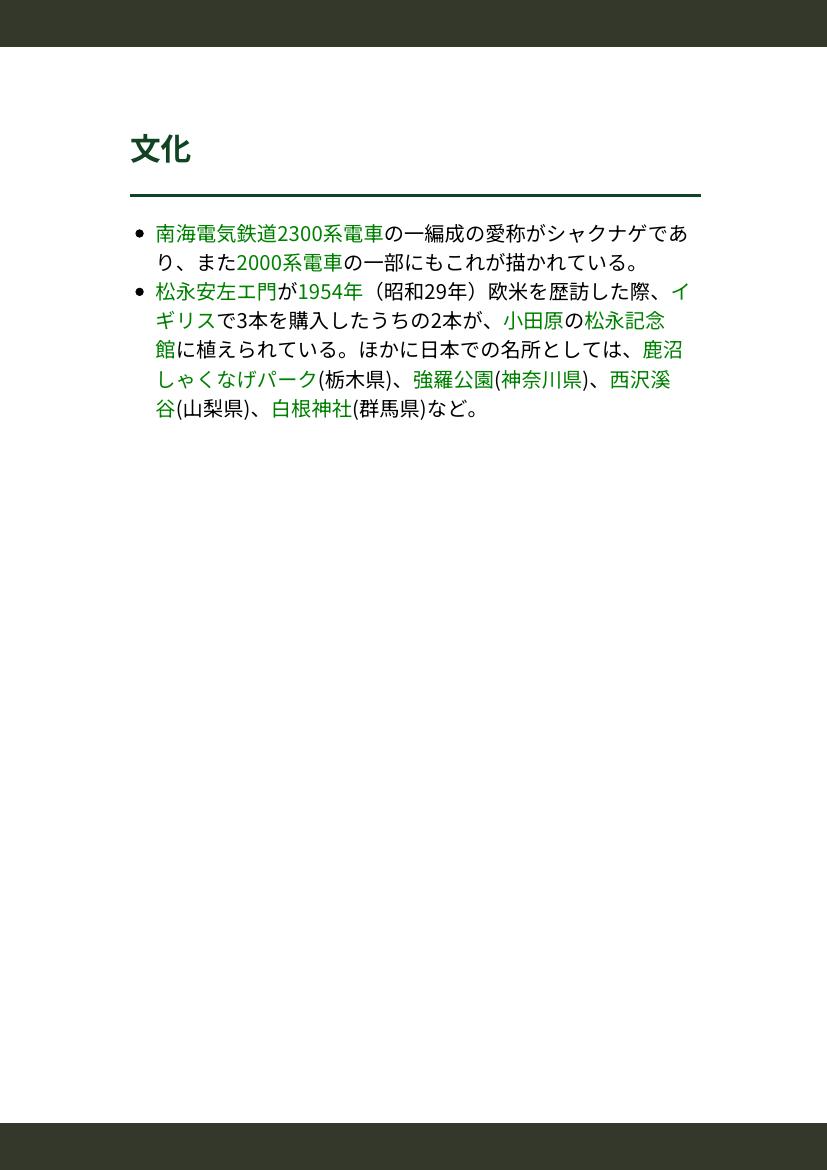 文化
南海電気鉄道2300系電車の一編成の愛称がシャクナゲであ
り、また2000系電車の一部にもこれが描かれている。
松永安左エ門が1954年（昭和29年）欧米を歴訪した際、イ
ギリスで3本を購入したうちの2本が、小田原の松永記念
館に植えられている。ほかに日本での名所としては、鹿沼
しゃくなげパーク(栃木県)、強羅公園(神奈川県)、西沢溪
谷(山梨県)、白根神社(群馬県)など。